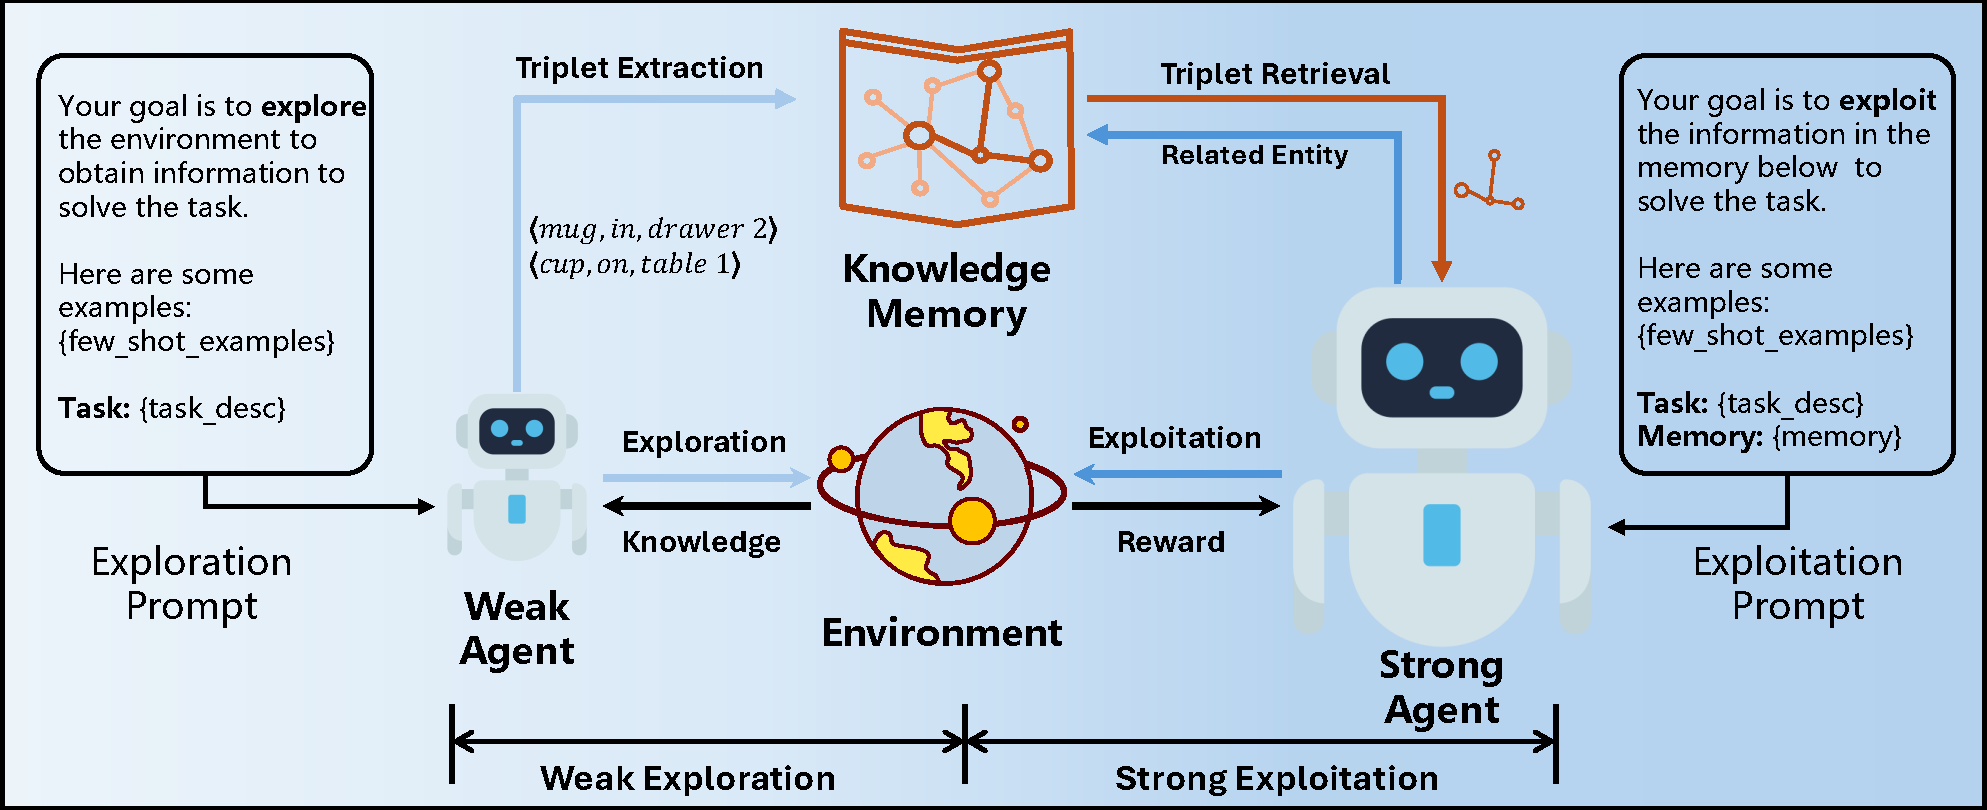 Your goal is to explore
the environment to
obtain information to
solve the task.
Here are some
examples:
{few_shot_examples}
Task: {task_desc}
Exploration
Prompt
Triplet Extraction
⟨mug, in, drawer 2⟩
⟨cup, on, table 1⟩
Knowledge
Memory
Triplet Retrieval
Related Entity
Exploration
Knowledge
Weak
Agent
Environment
Exploitation
Reward
Strong
Agent
Your goal is to exploit
the information in the
memory below  to
solve the task.
Here are some
examples:
{few_shot_examples}
Task: {task_desc}
Memory: {memory}
Exploitation
Prompt
Weak Exploration
Strong Exploitation